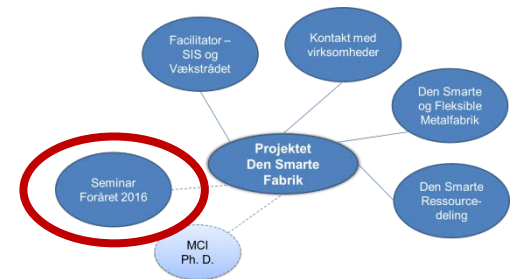 Facilitator –
SIS og
Vækstrådet
Kontakt med
virksomheder
Den Smarte
og Fleksible
Metalfabrik
Projektet
Den Smarte
Fabrik
Seminar
Foråret 2016
Den Smarte
Ressource-
deling
MCI
Ph. D.